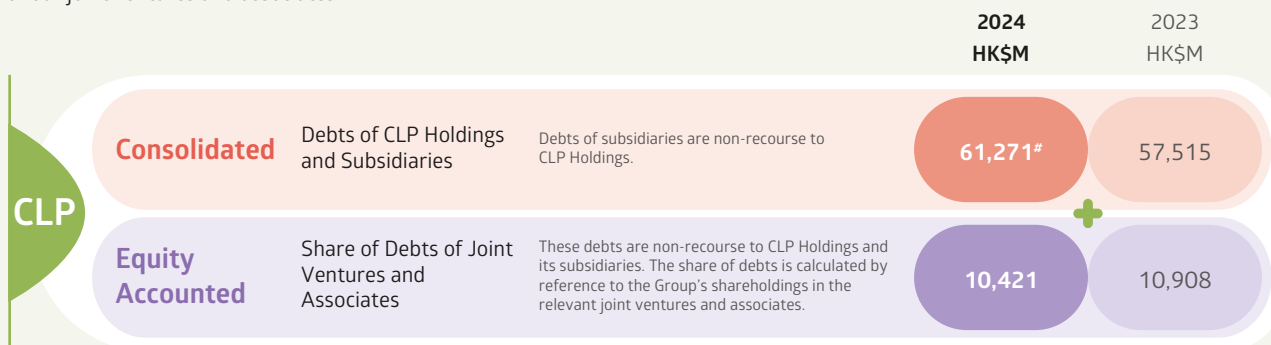 2024
2023
HK$M
HK$M
CLP
Consolidated
Debts of CLP Holdings
and Subsidiaries
Debts of subsidiaries are non-recourse to
CLP Holdings.
61,271#
57,515
Equity
Accounted
Share of Debts of Joint
Ventures and
Associates
These debts are non-recourse to CLP Holdings and
its subsidiaries. The share of debts is calculated by
reference to the Group's shareholdings in the
relevant joint ventures and associates.
10,421
10,908